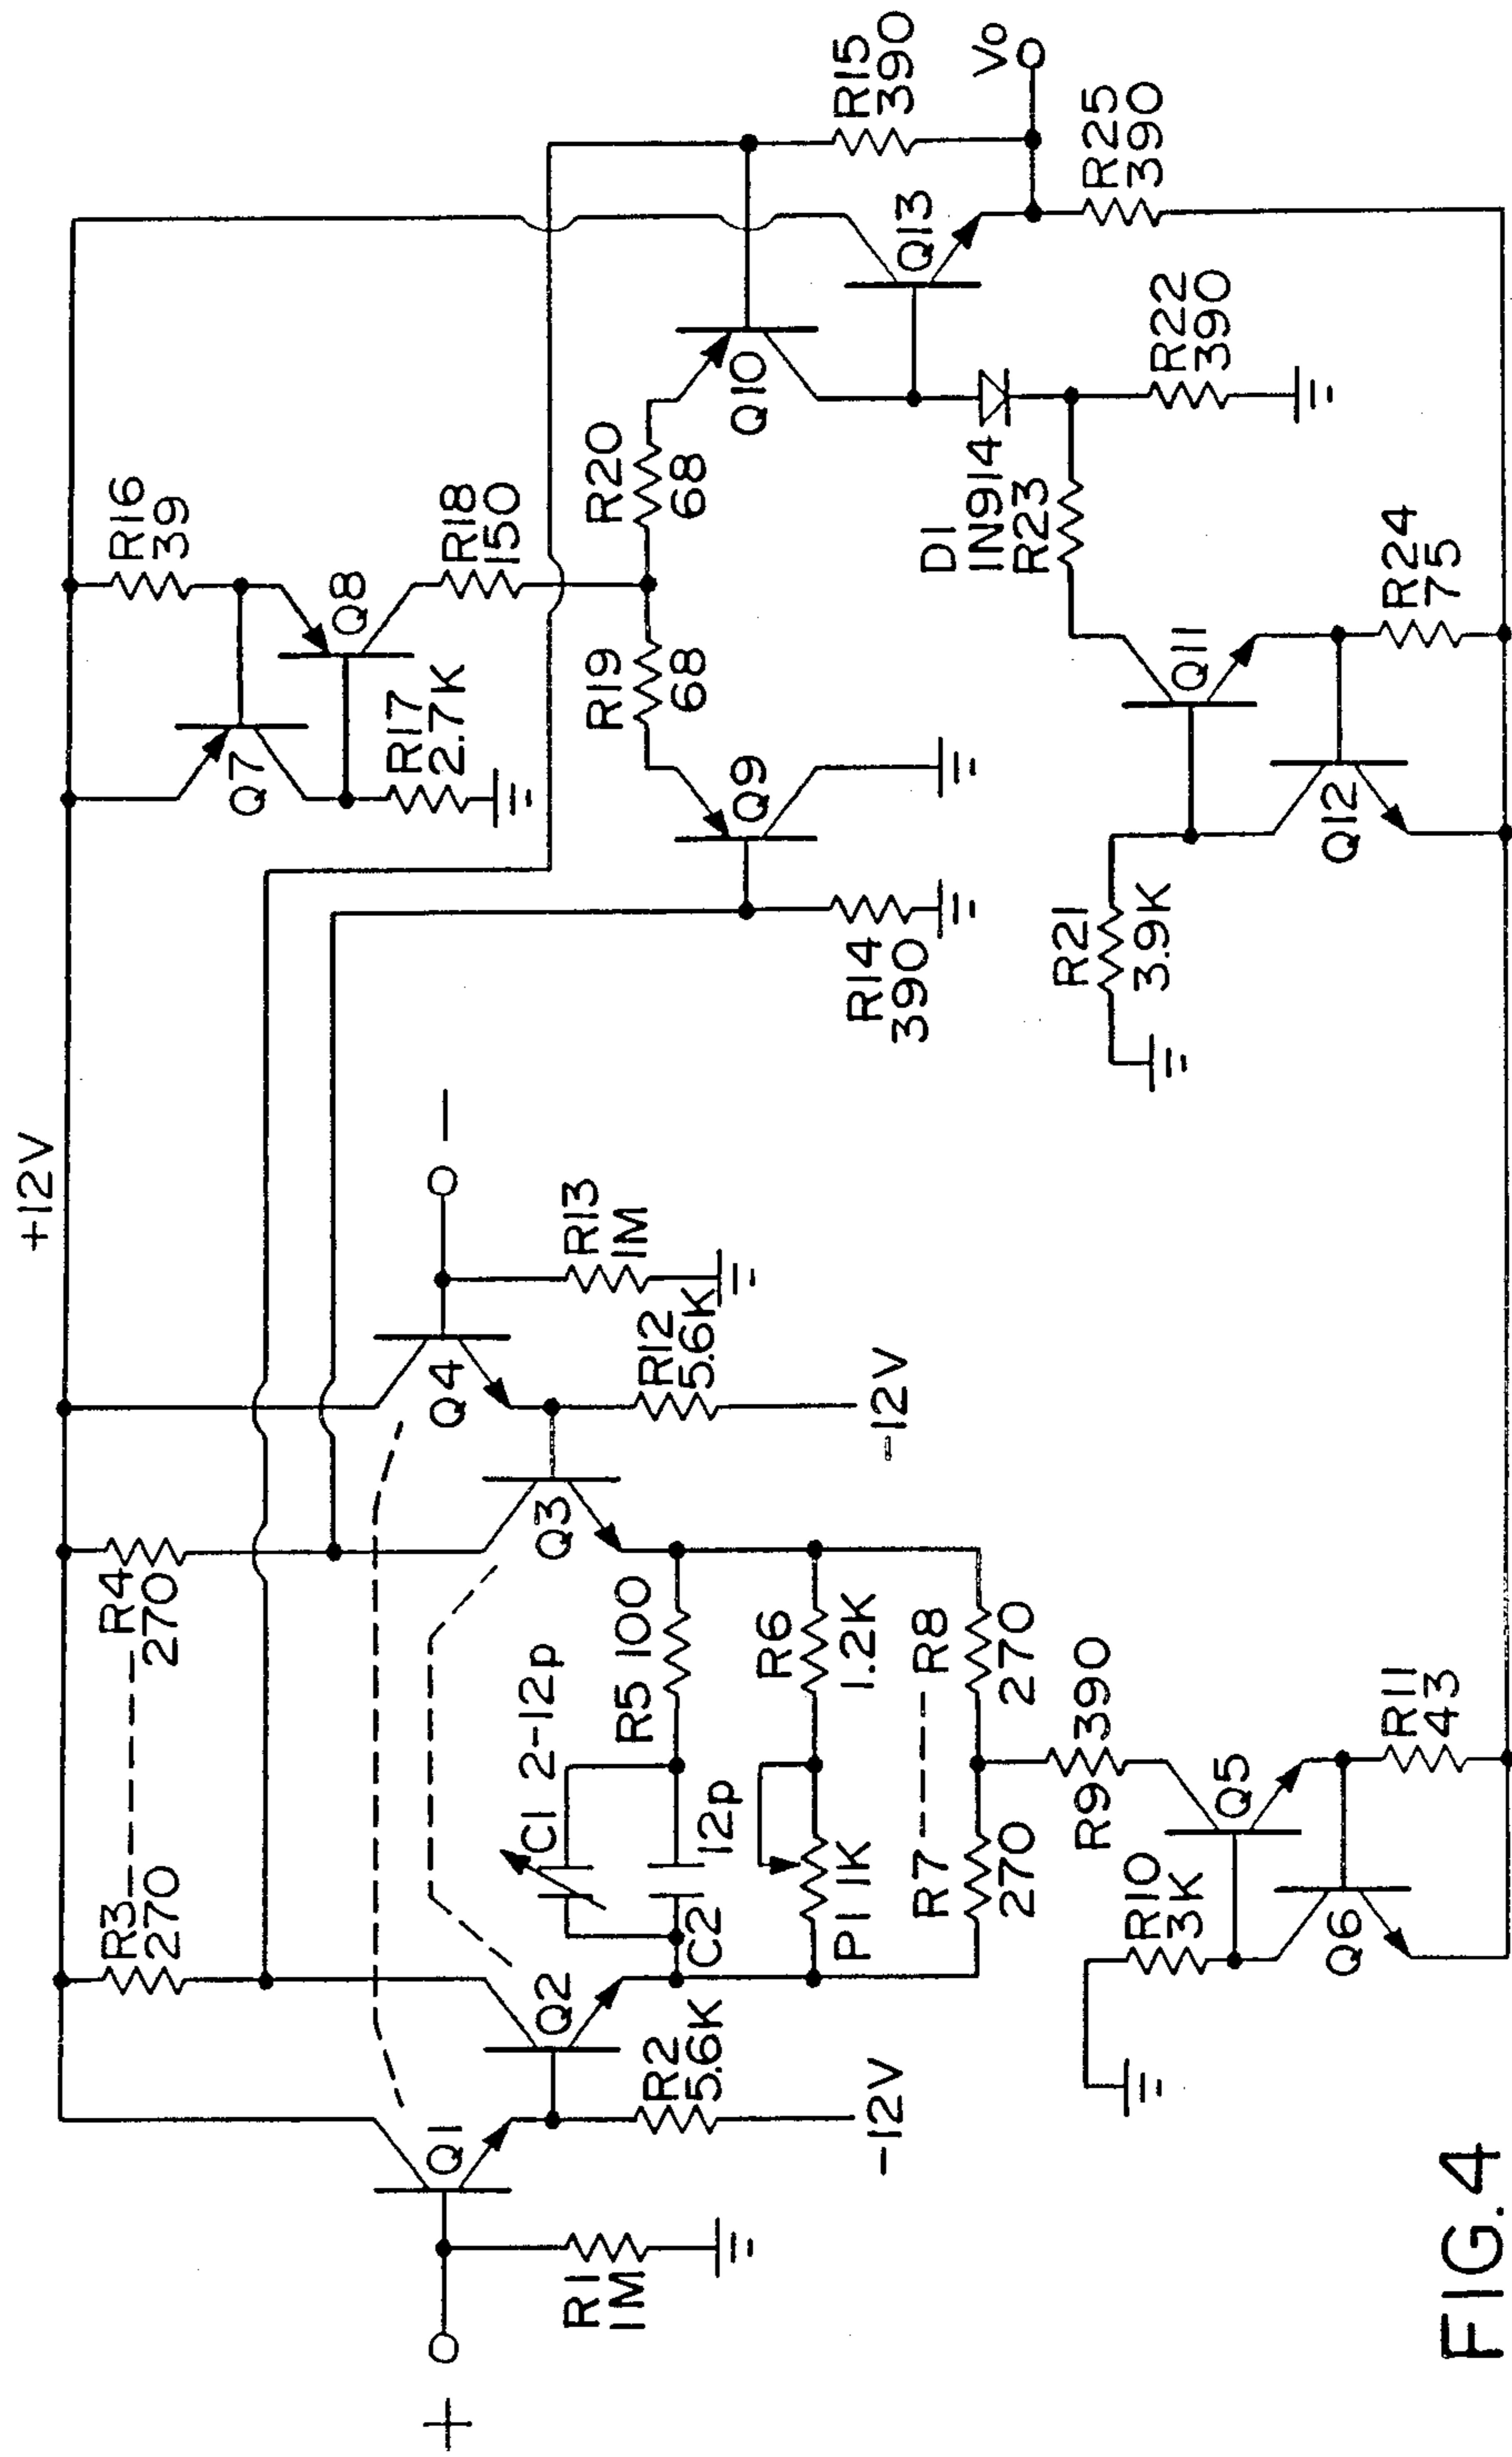 +12V
R3
270
R4
270
R16
39
Q7
Q8
R17
2.7K
R18
150
+
Q1
R1
1M
Q2
R2
5.6K
-12V
Q3
Q4
-
R13
1M
R12
5.6K
-12V
C1 2-12p
C2
12p
R5 100
P1 1K
R6
1.2K
R7
270
R8
270
R9
390
R10
3K
Q5
Q6
R11
43
R19
68
R20
68
Q9
R14
390
Q10
R15
390
Q13
Vo
D1
1N914
R23
R22
390
R25
390
R21
3.9K
Q11
Q12
R24
75
FIG.4